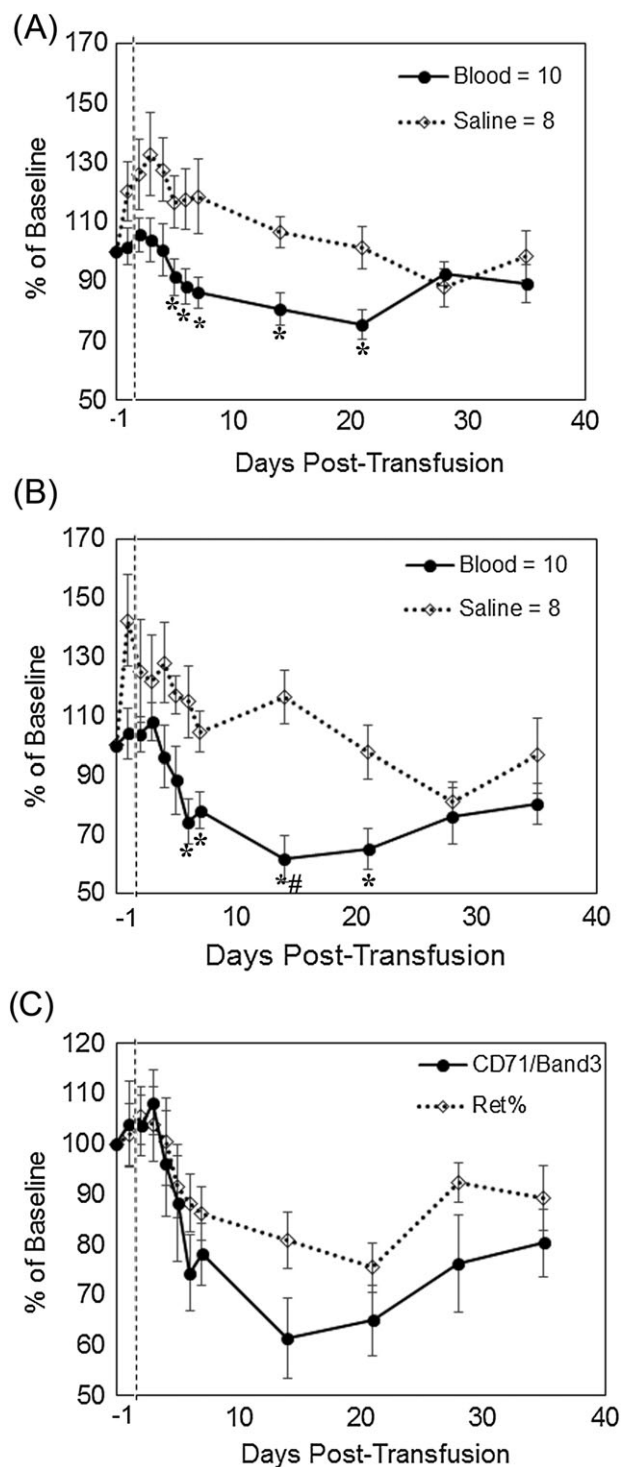 (A)
170
150
130
110
90
70
50
% of Baseline
Blood = 10
Saline = 8
* * * * *
-1 10 20 30 40
Days Post-Transfusion
(B)
170
150
130
110
90
70
50
% of Baseline
Blood = 10
Saline = 8
* * *# *
-1 10 20 30 40
Days Post-Transfusion
(C)
120
110
100
90
80
70
60
50
% of Baseline
CD71/Band3
Ret%
-1 10 20 30 40
Days Post-Transfusion